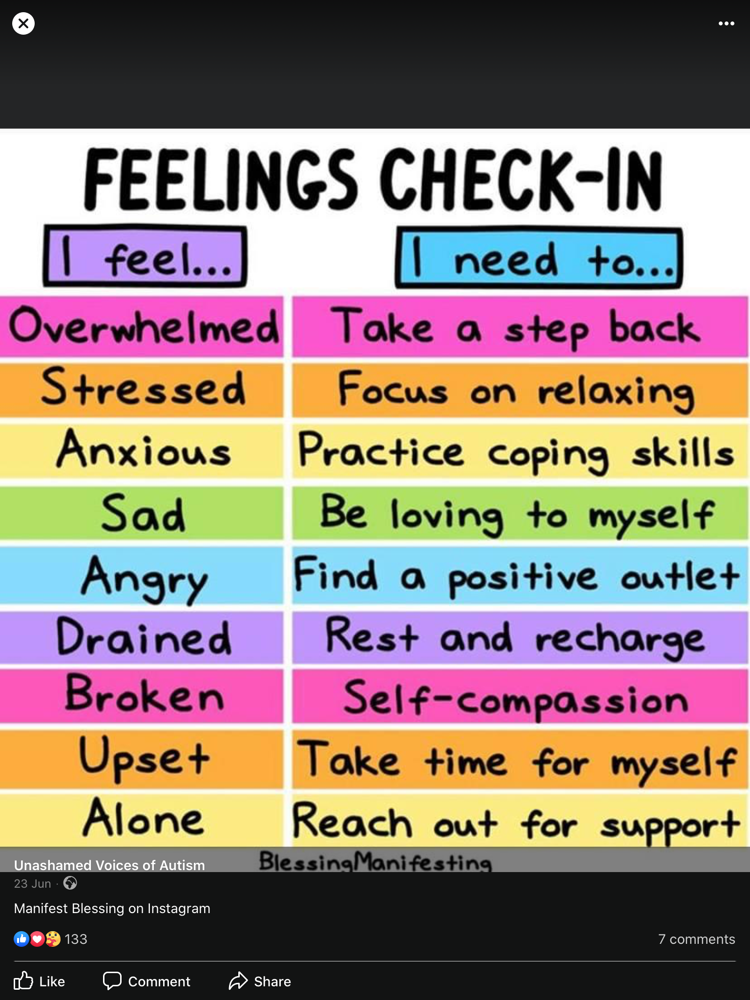 FEELINGS CHECK-IN
I feel... I need to...
Overwhelmed Take a step back
Stressed Focus on relaxing
Anxious Practice coping skills
Sad Be loving to myself
Angry Find a positive outlet
Drained Rest and recharge
Broken Self-compassion
Upset Take time for myself
Alone Reach out for support
BlessingManifesting
Unashamed Voices of Autism
23 Jun ·
Manifest Blessing on Instagram
133 7 comments
Like Comment Share